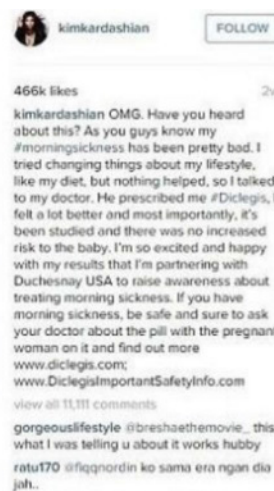 kimkardashian
FOLLOW
466k likes
kimkardashian OMG. Have you heard
about this? As you guys know my
#morningsickness has been pretty bad. I
tried changing things about my lifestyle,
like my diet, but nothing helped, so I talked
to my doctor. He prescribed me #Diclegis, I
felt a lot better and most importantly, it's
been studied and there was no increased
risk to the baby. I'm so excited and happy
with my results that I'm partnering with
Duchesnay USA to raise awareness about
treating morning sickness. If you have
morning sickness, be safe and sure to ask
your doctor about the pill with the pregnant
woman on it and find out more
www.diclegis.com;
www.DiclegisImportantSafetyInfo.com
view all 11,111 comments
gorgeouslifestyle @breshaethemovie_ this
what I was telling u about it works hubby
ratu170 @fiqqnordin ko sama era ngan dia
jah..